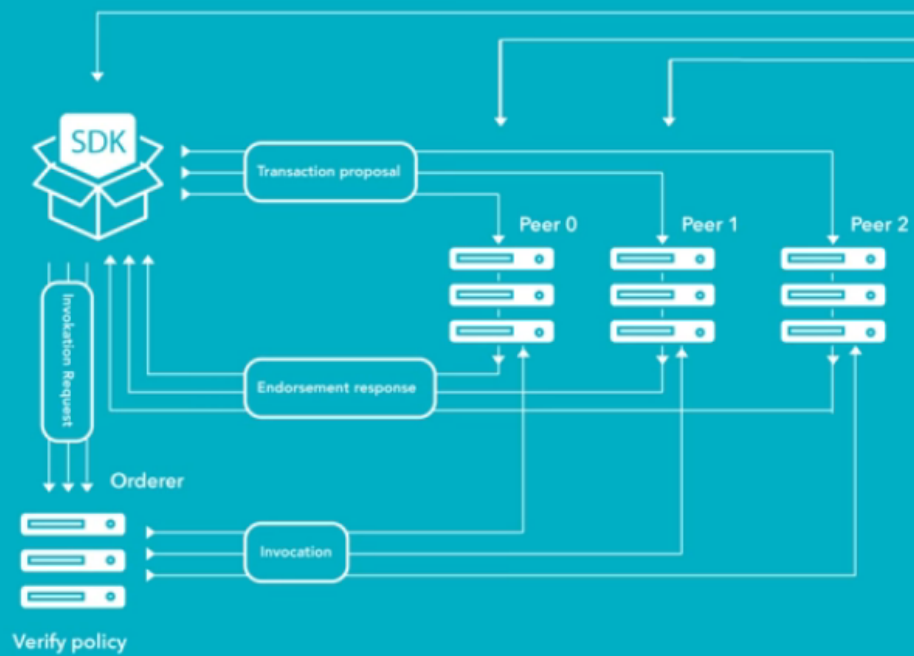 SDK
Transaction proposal
Peer 0
Peer 1
Peer 2
Invokation Request
Endorsement response
Orderer
Invocation
Verify policy